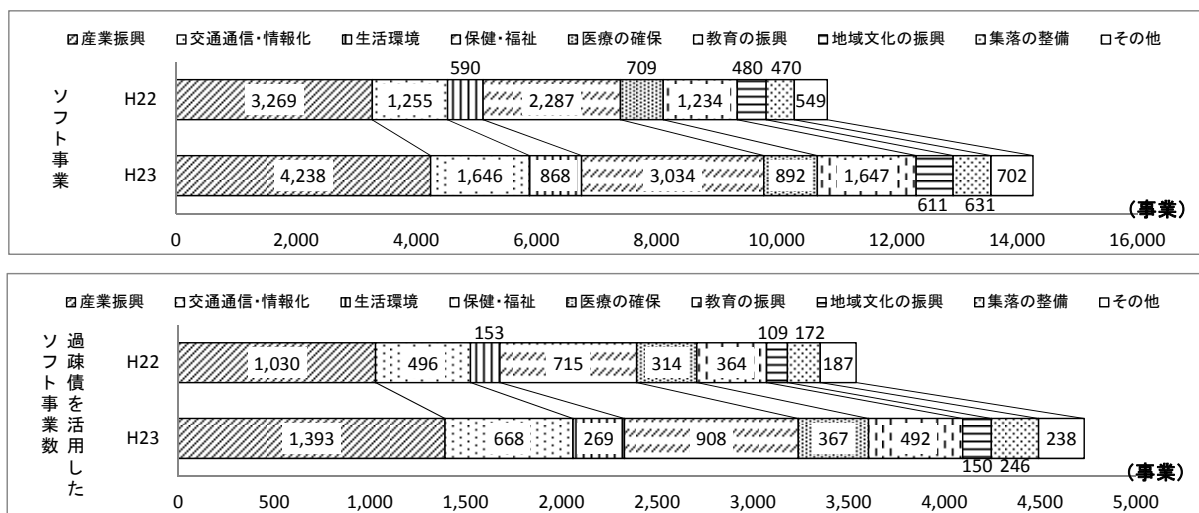 産業振興 交通通信・情報化 生活環境 保健・福祉 医療の確保 教育の振興 地域文化の振興 集落の整備 その他
ソフト事業
590 709 480 470
H22 3,269 1,255 2,287 1,234 549
H23 4,238 1,646 868 3,034 892 1,647 702
611 631
(事業)
0 2,000 4,000 6,000 8,000 10,000 12,000 14,000 16,000
産業振興 交通通信・情報化 生活環境 保健・福祉 医療の確保 教育の振興 地域文化の振興 集落の整備 その他
過疎債を活用した
ソフト事業数
153 109 172
H22 1,030 496 715 314 364 187
H23 1,393 668 269 908 367 492 238
150 246
(事業)
0 500 1,000 1,500 2,000 2,500 3,000 3,500 4,000 4,500 5,000